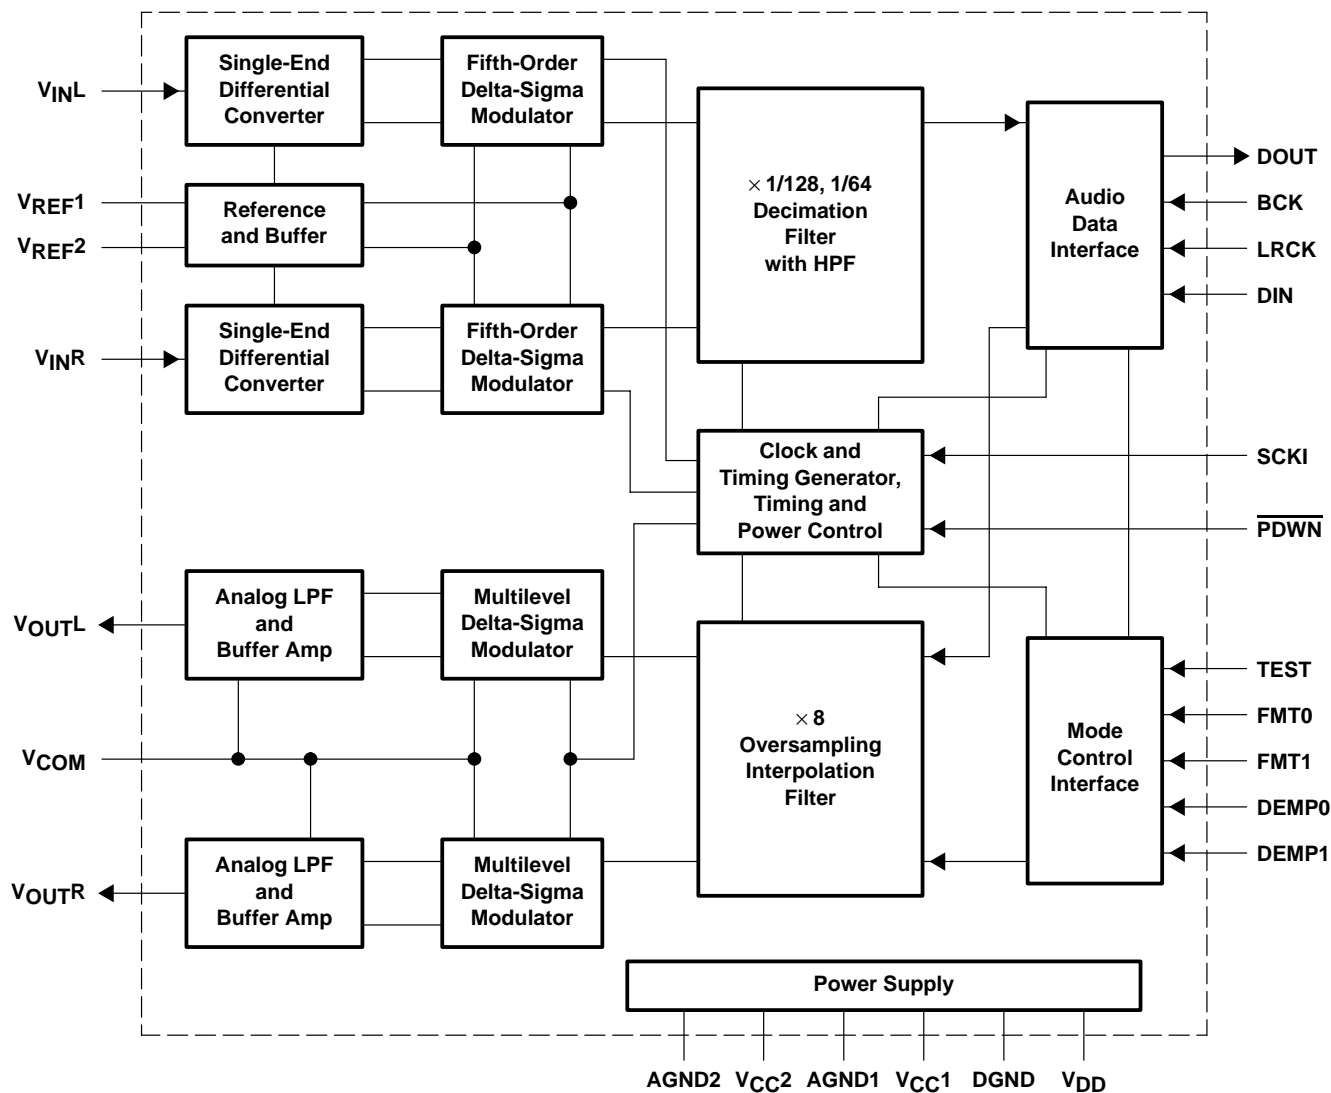 VINL
VREF1
VREF2
VINR
Single-End
Differential
Converter
Fifth-Order
Delta-Sigma
Modulator
Reference
and Buffer
Single-End
Differential
Converter
Fifth-Order
Delta-Sigma
Modulator
× 1/128, 1/64
Decimation
Filter
with HPF
Audio
Data
Interface
DOUT
BCK
LRCK
DIN
Clock and
Timing Generator,
Timing and
Power Control
SCKI
PDWN
VOUTL
VCOM
VOUTR
Analog LPF
and
Buffer Amp
Multilevel
Delta-Sigma
Modulator
Analog LPF
and
Buffer Amp
Multilevel
Delta-Sigma
Modulator
× 8
Oversampling
Interpolation
Filter
Mode
Control
Interface
TEST
FMT0
FMT1
DEMP0
DEMP1
Power Supply
AGND2
VCC2
AGND1
VCC1
DGND
VDD